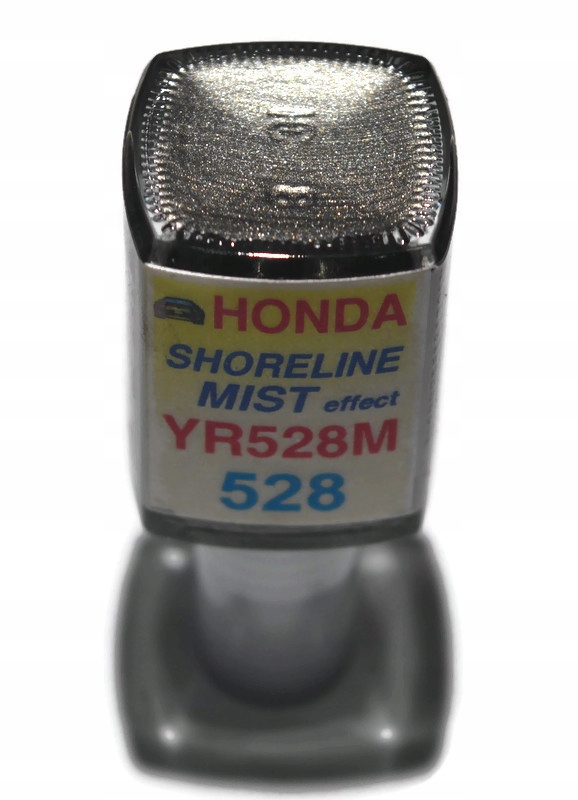 HONDA
SHORELINE
MIST effect
YR528M
528